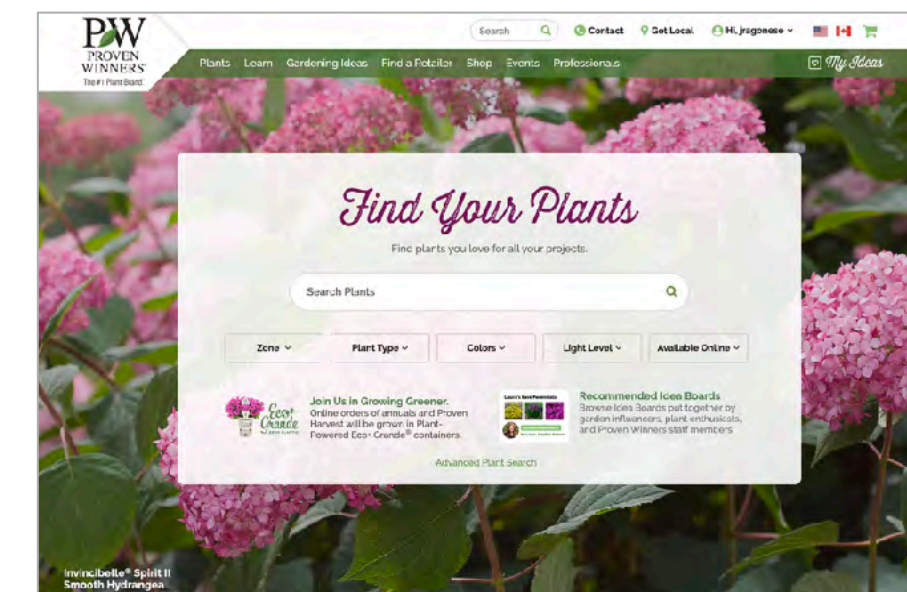 PW
PROVEN
WINNERS®
The #1 Plant Brand.®
Search
Contact
Get Local
Hi, jragonese
Plants Learn Gardening Ideas Find a Retailer Shop Events Professionals
My Ideas
Find Your Plants
Find plants you love for all your projects.
Search Plants
Zone
Plant Type
Colors
Light Level
Available Online
Eco+
Grande
Join Us in Growing Greener.
Online orders of annuals and Proven
Harvest will be grown in Plant-
Powered Eco+ Grande® containers.
Recommended Idea Boards
Browse Idea Boards put together by
garden influencers, plant enthusiasts,
and Proven Winners staff members
Advanced Plant Search
Invincibelle® Spirit II
Smooth Hydrangea